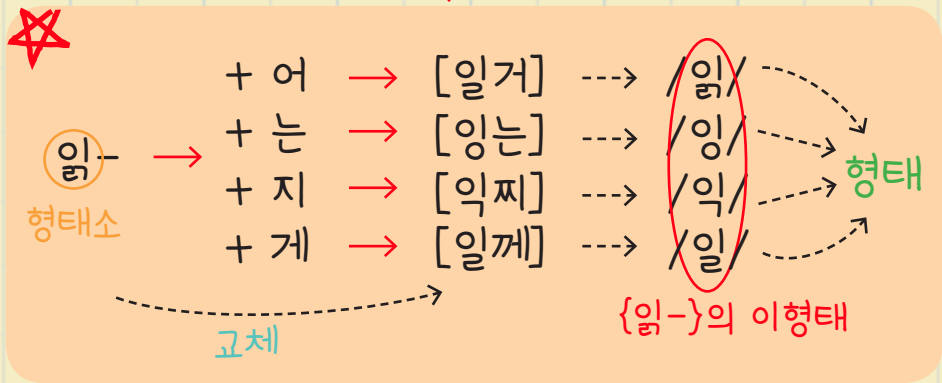 + 어 → [일거] → /읽/
+ 는 → [잉는] → /잉/
읽- →
형태
+ 지 → [익찌] → /익/
형태소
+ 게 → [일께] → /일/
{읽-}의 이형태
교체